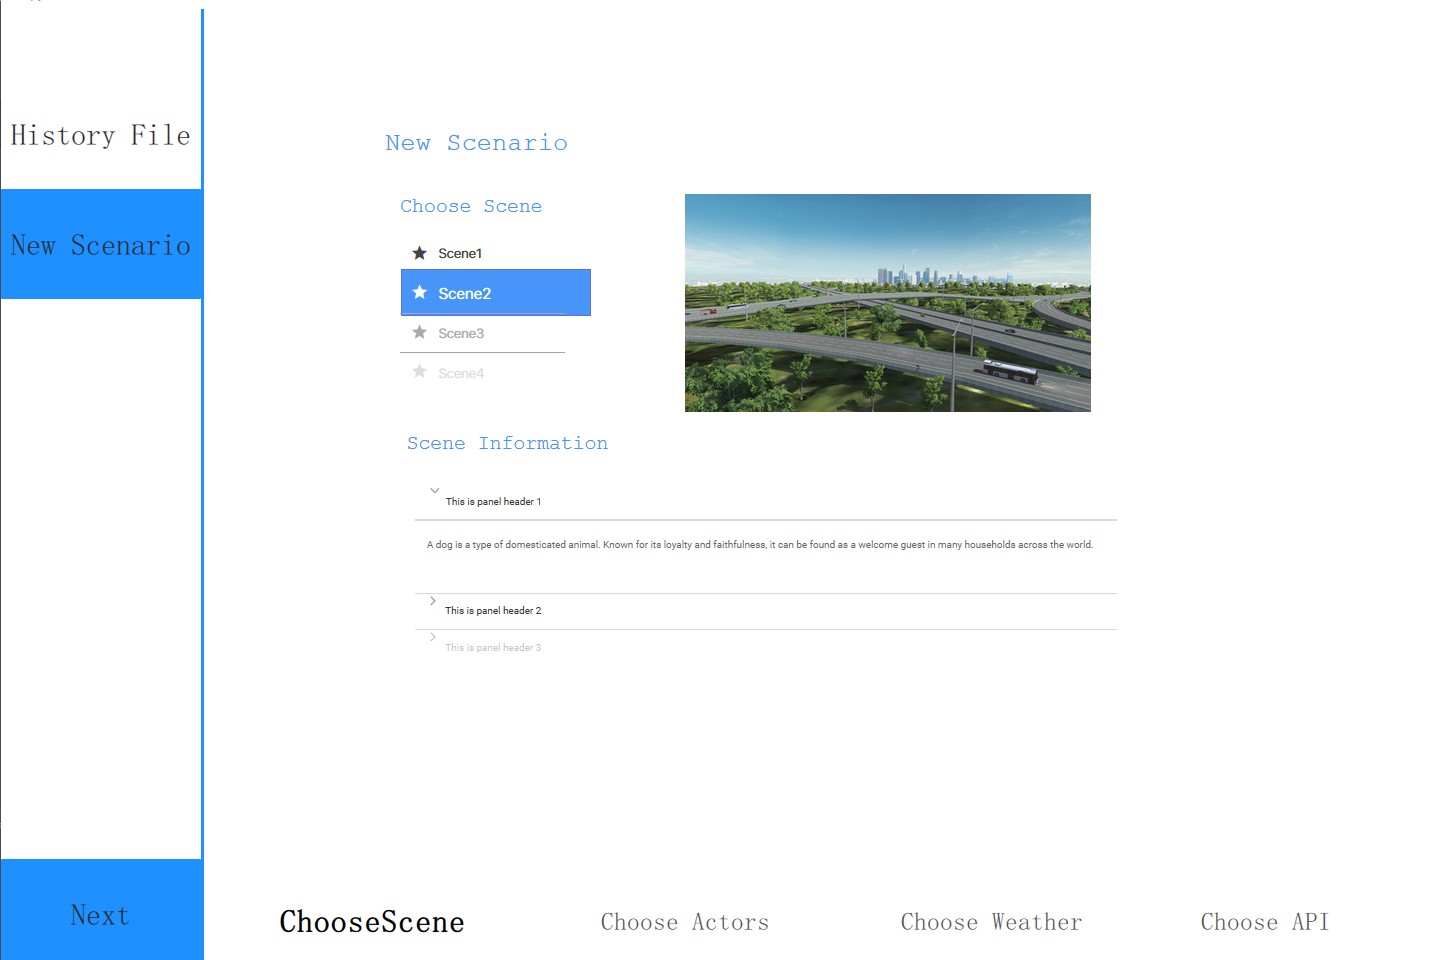 History File
New Scenario
Next
New Scenario
Choose Scene
Scene1
Scene2
Scene3
Scene4
Scene Information
This is panel header 1
A dog is a type of domesticated animal. Known for its loyalty and faithfulness, it can be found as a welcome guest in many households across the world.
This is panel header 2
This is panel header 3
ChooseScene
Choose Actors
Choose Weather
Choose API